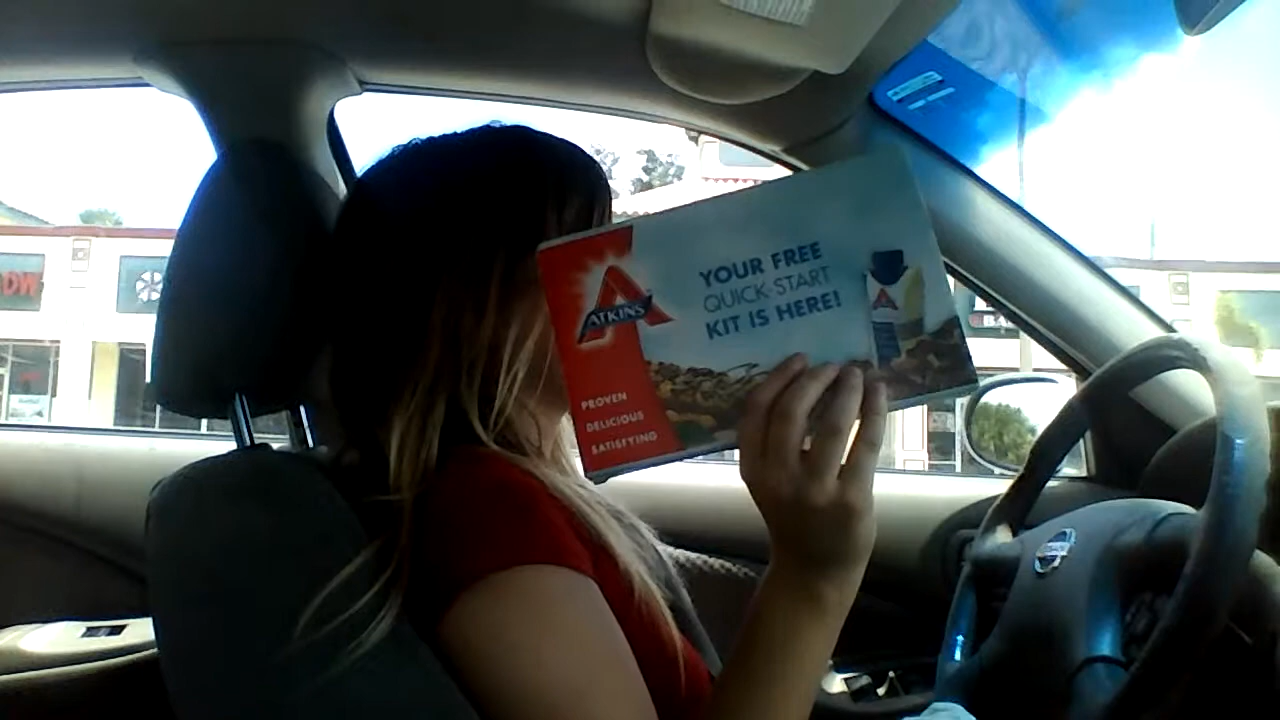 ATKINS
PROVEN
DELICIOUS
SATISFYING
YOUR FREE
QUICK-START
KIT IS HERE!